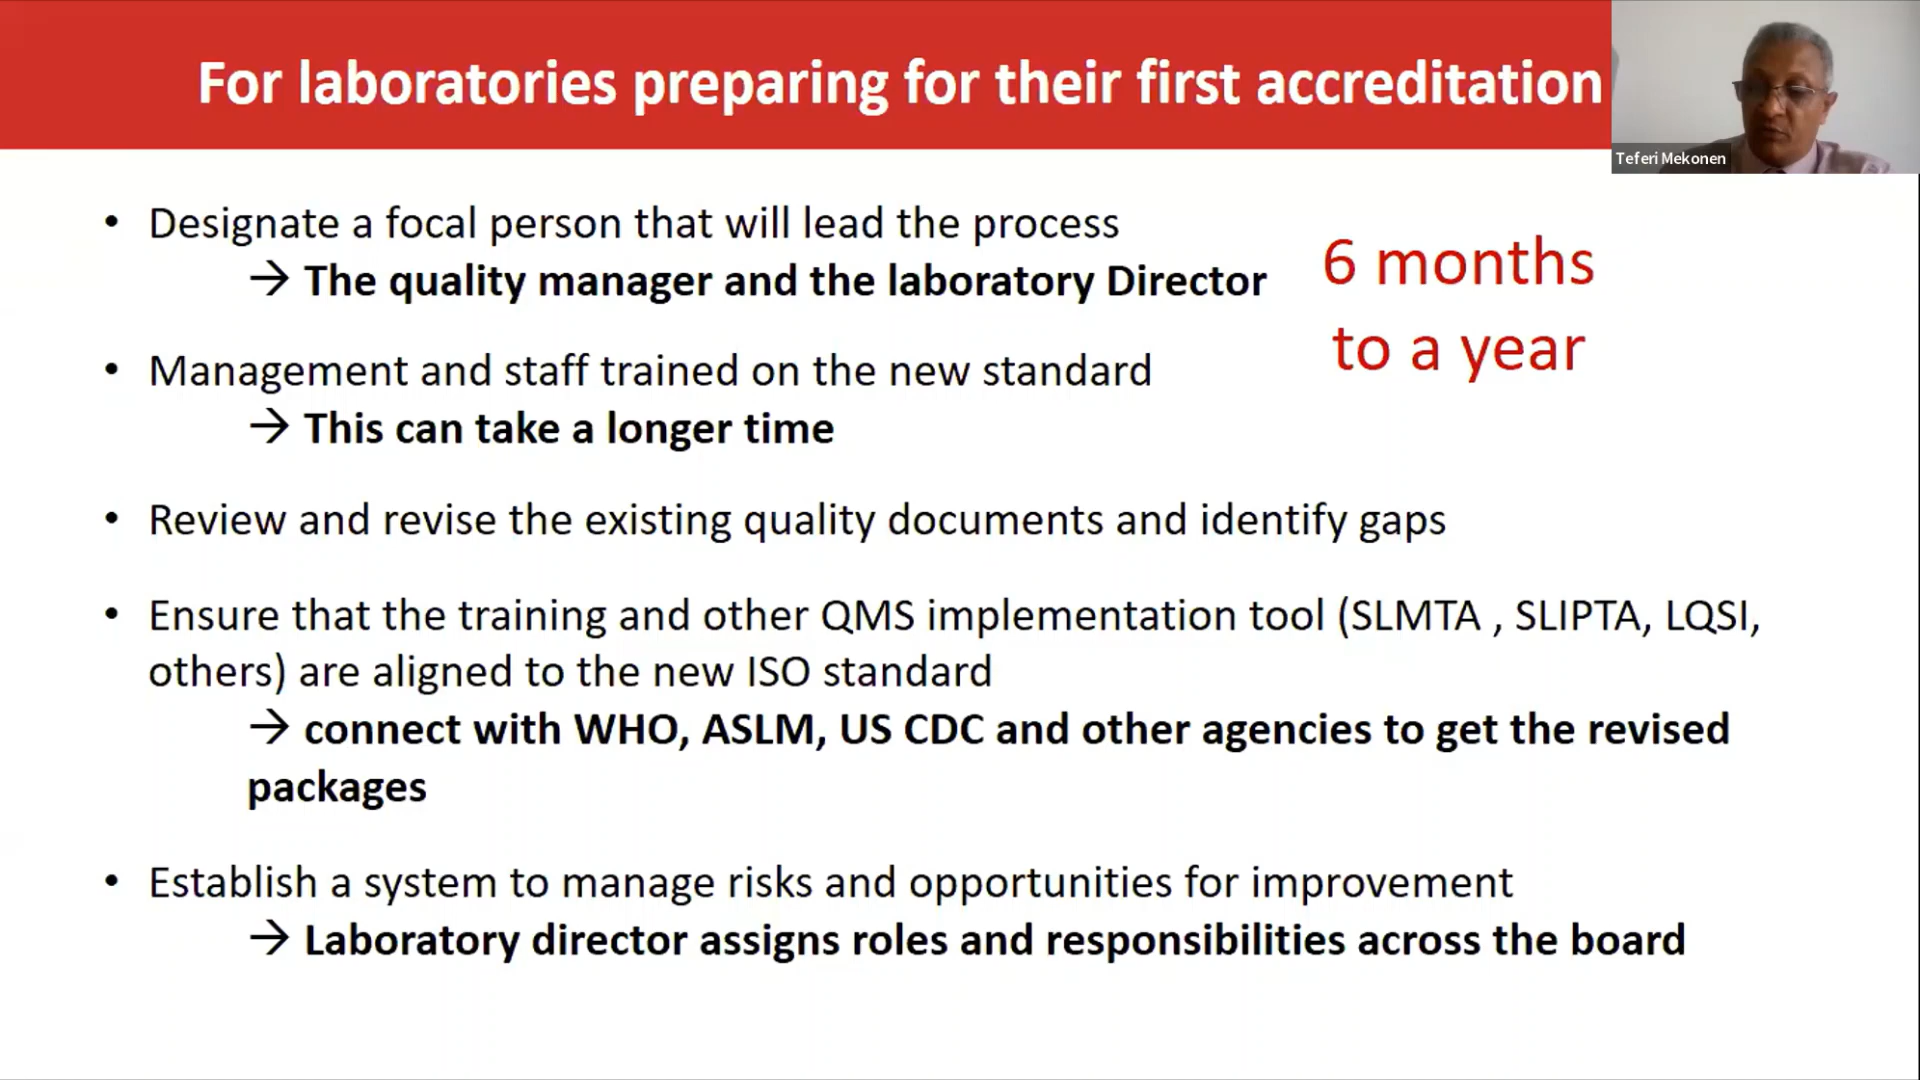 For laboratories preparing for their first accreditation
Teferi Mekonen
• Designate a focal person that will lead the process
→ The quality manager and the laboratory Director
6 months
to a year
• Management and staff trained on the new standard
→ This can take a longer time
• Review and revise the existing quality documents and identify gaps
• Ensure that the training and other QMS implementation tool (SLMTA , SLIPTA, LQSI,
others) are aligned to the new ISO standard
→ connect with WHO, ASLM, US CDC and other agencies to get the revised
packages
• Establish a system to manage risks and opportunities for improvement
→ Laboratory director assigns roles and responsibilities across the board